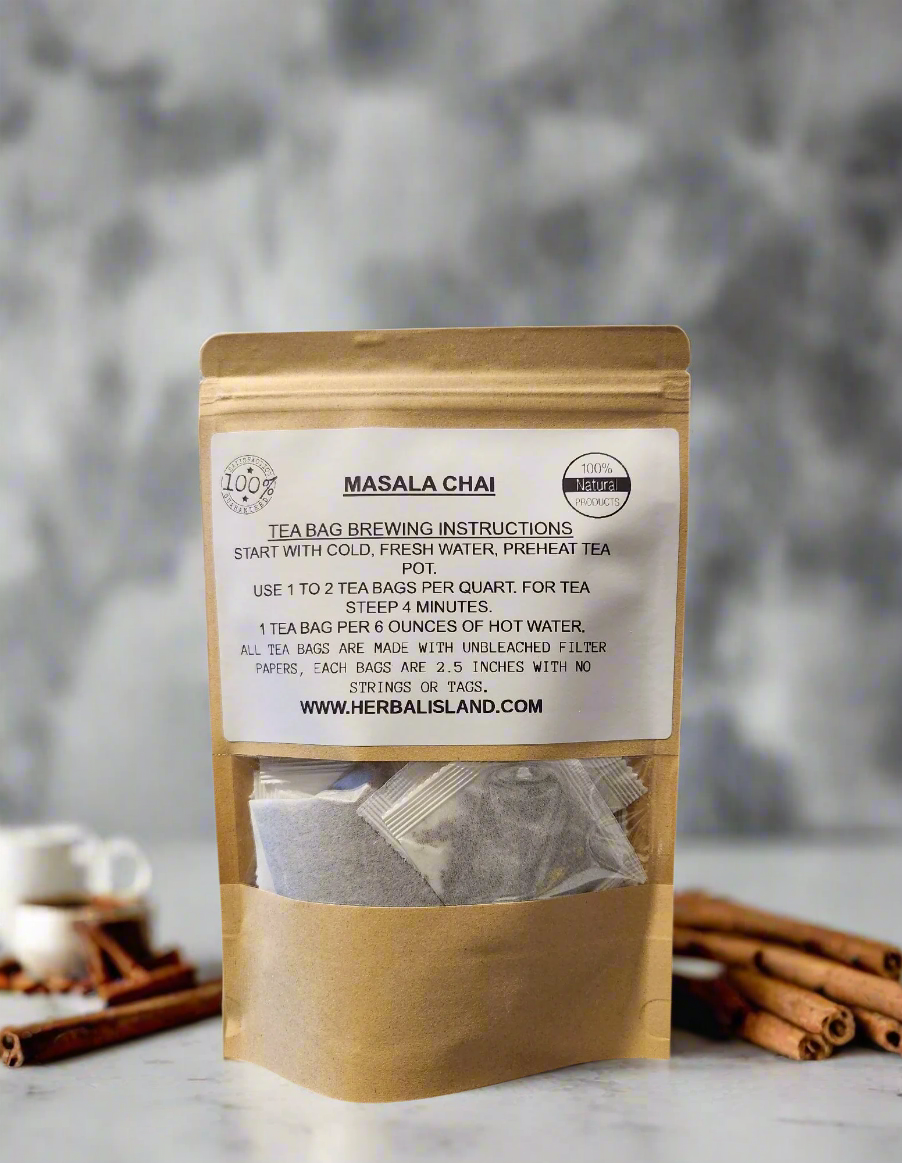 SATISFACTION
100%
GUARANTEED
MASALA CHAI
100%
Natural
PRODUCTS
TEA BAG BREWING INSTRUCTIONS
START WITH COLD, FRESH WATER, PREHEAT TEA
POT.
USE 1 TO 2 TEA BAGS PER QUART. FOR TEA
STEEP 4 MINUTES.
1 TEA BAG PER 6 OUNCES OF HOT WATER.
ALL TEA BAGS ARE MADE WITH UNBLEACHED FILTER
PAPERS, EACH BAGS ARE 2.5 INCHES WITH NO
STRINGS OR TAGS.
WWW.HERBALISLAND.COM